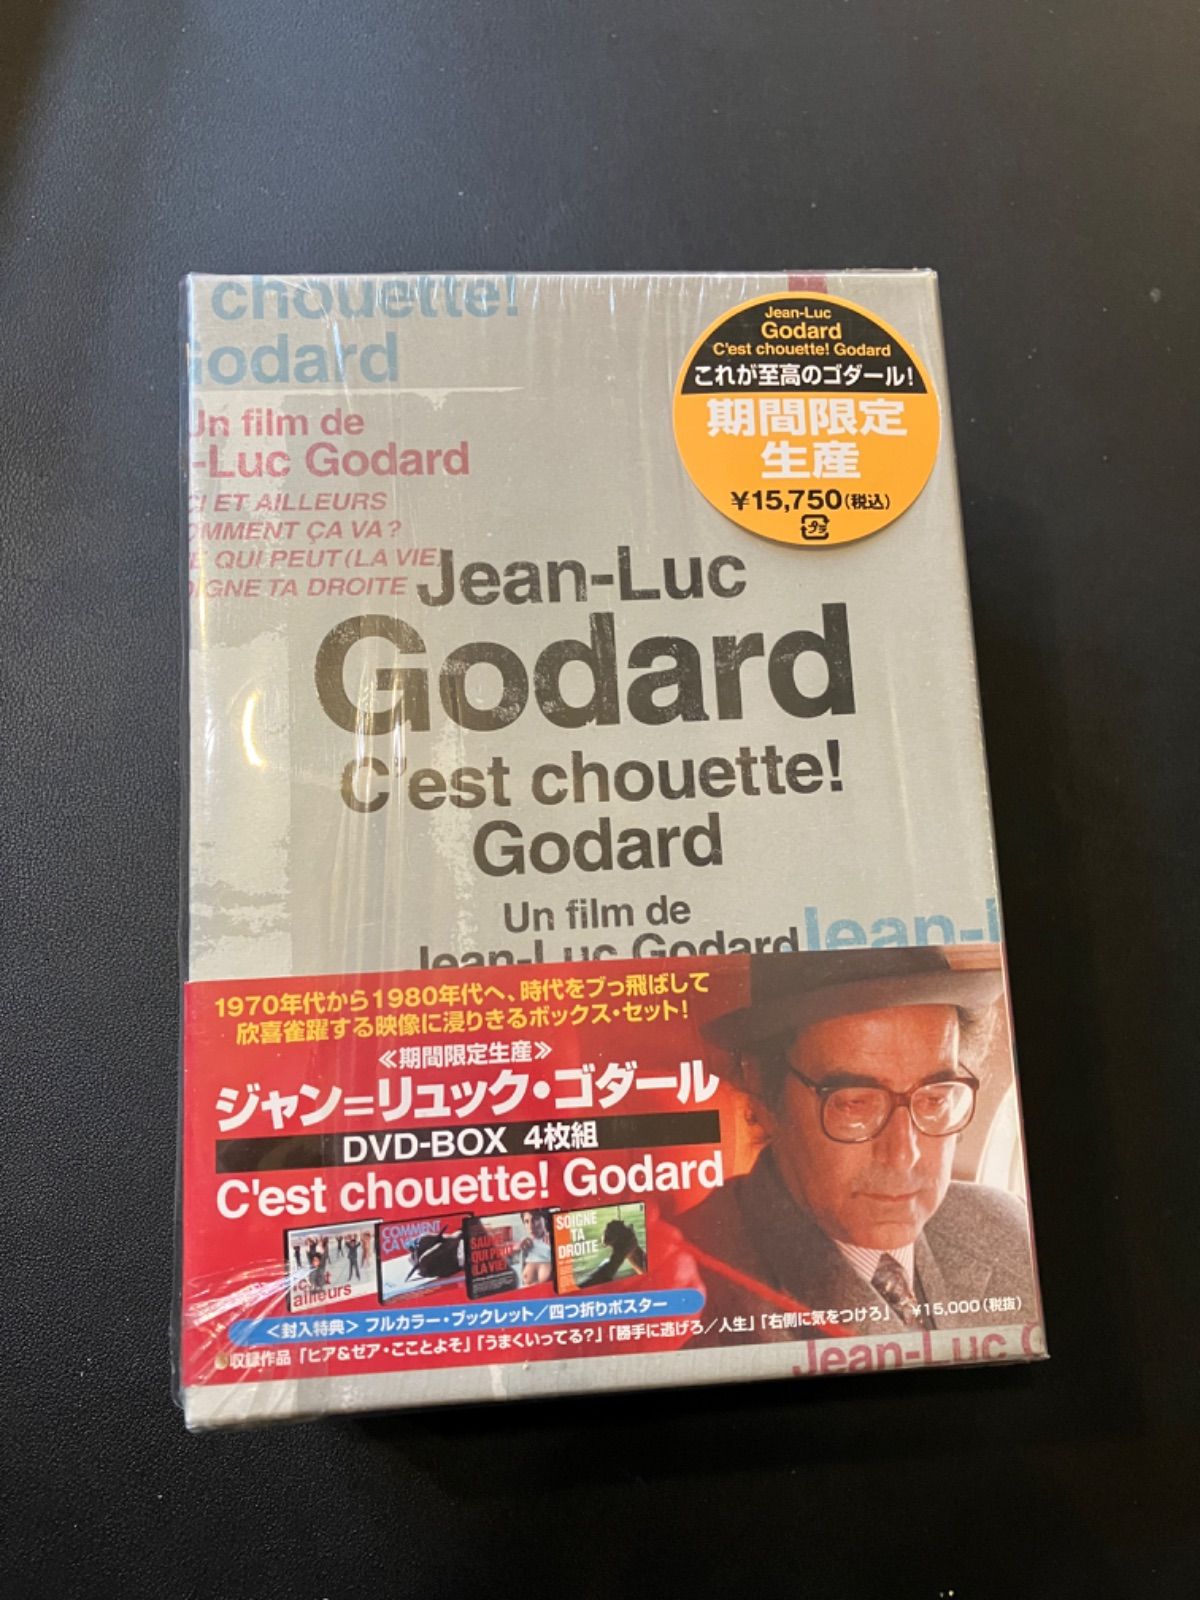 chouette!
Godard
Jean-Luc
Godard
C'est chouette! Godard
これが至高のゴダール!
期間限定
生産
¥15,750(税込)
プラ
Un film de
-Luc Godard
CI ET AILLEURS
OMMENT ÇA VA?
E QUI PEUT(LA VIE)
OIGNE TA DROITE
Jean-Luc
Godard
C'est chouette!
Godard
Un film de
Jean-Luc Godard
Jean-L
1970年代から1980年代へ、時代をブっ飛ばして
欣喜雀躍する映像に浸りきるボックス・セット!
≪期間限定生産≫
ジャン=リュック・ゴダール
DVD-BOX 4枚組
C'est chouette! Godard
COMMENT
ÇA VA
SAUVE
QUI PEUT
(LA VIE)
SOIGNE
TA
DROITE
ailleurs
<封入特典> フルカラー・ブックレット/四つ折りポスター
●収録作品 「ヒア&ゼア・こことよそ」「うまくいってる?」「勝手に逃げろ/人生」「右側に気をつけろ」 ¥15,000(税抜)
Jean-Luc G